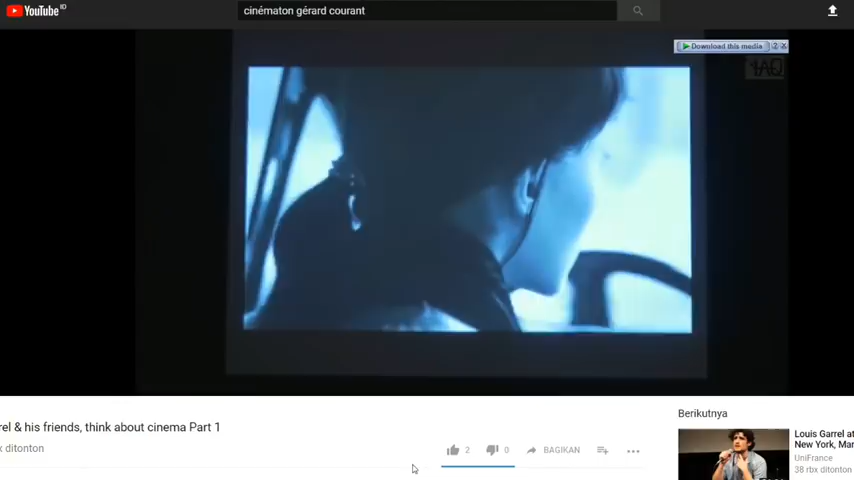 YouTube ID
cinématon gérard courant
Download this media
rel & his friends, think about cinema Part 1
x ditonton
2
0
BAGIKAN
Berikutnya
Louis Garrel at
New York, Mar
UniFrance
38 rbx ditonton